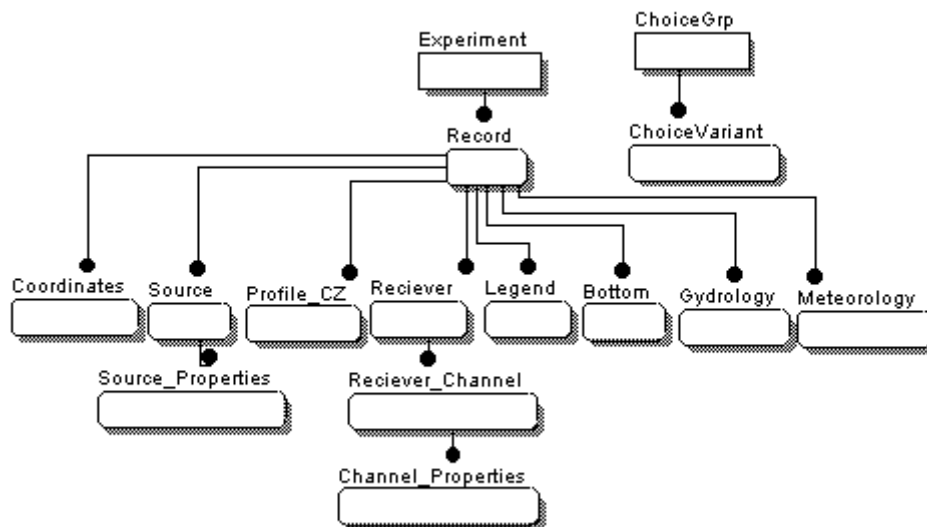 ChoiceGrp
Experiment
ChoiceVariant
Record
Coordinates
Source
Profile_CZ
Reciever
Legend
Bottom
Gydrology
Meteorology
Source_Properties
Reciever_Channel
Channel_Properties